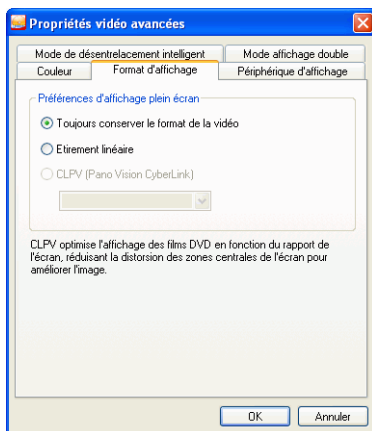 Propriétés vidéo avancées
Mode de désentrelacement intelligent
Mode affichage double
Couleur
Format d'affichage
Périphérique d'affichage
Préférences d'affichage plein écran
Toujours conserver le format de la vidéo
Etirement linéaire
CLPV (Pano Vision CyberLink)
CLPV optimise l'affichage des films DVD en fonction du rapport de
l'écran, réduisant la distorsion des zones centrales de l'écran pour
améliorer l'image.
OK
Annuler